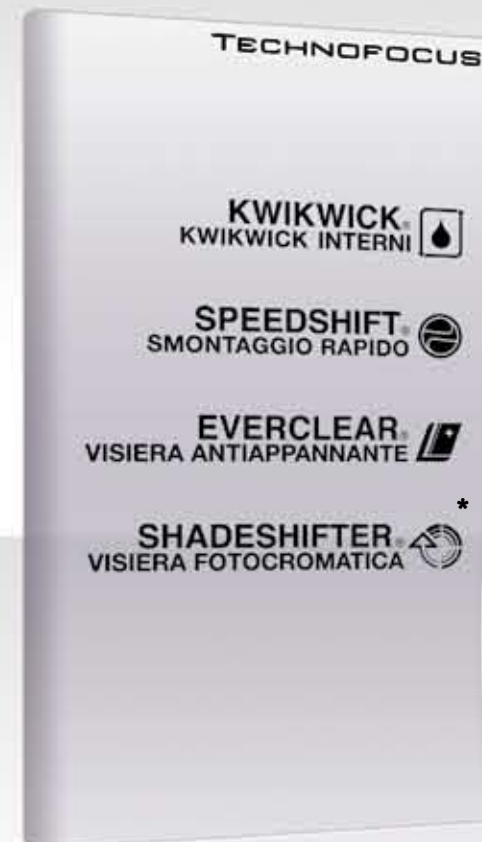 TECHNOFOCUS
KWIKWICK®
KWIKWICK INTERNI
SPEEDSHIFT®
SMONTAGGIO RAPIDO
EVERCLEAR®
VISIERA ANTIAPPANNANTE
*
SHADESHIFTER®
VISIERA FOTOCROMATICA